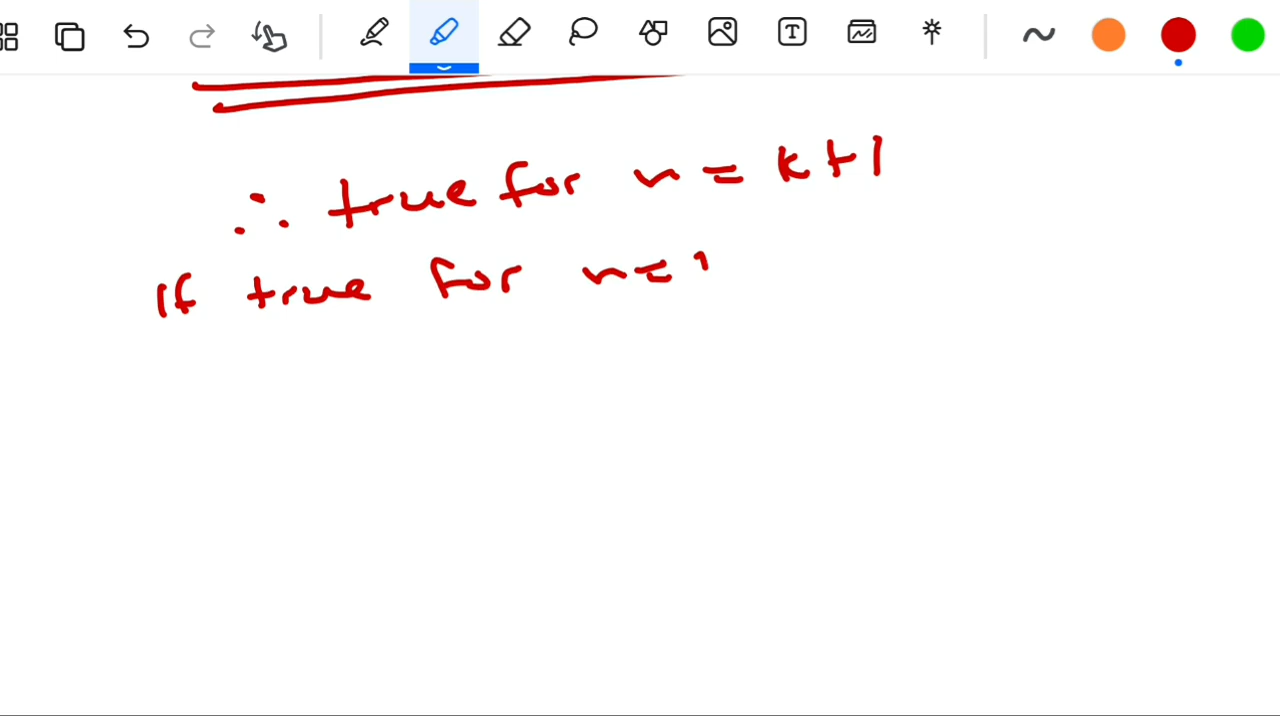 ∴ true for n = k+1
If true for n =